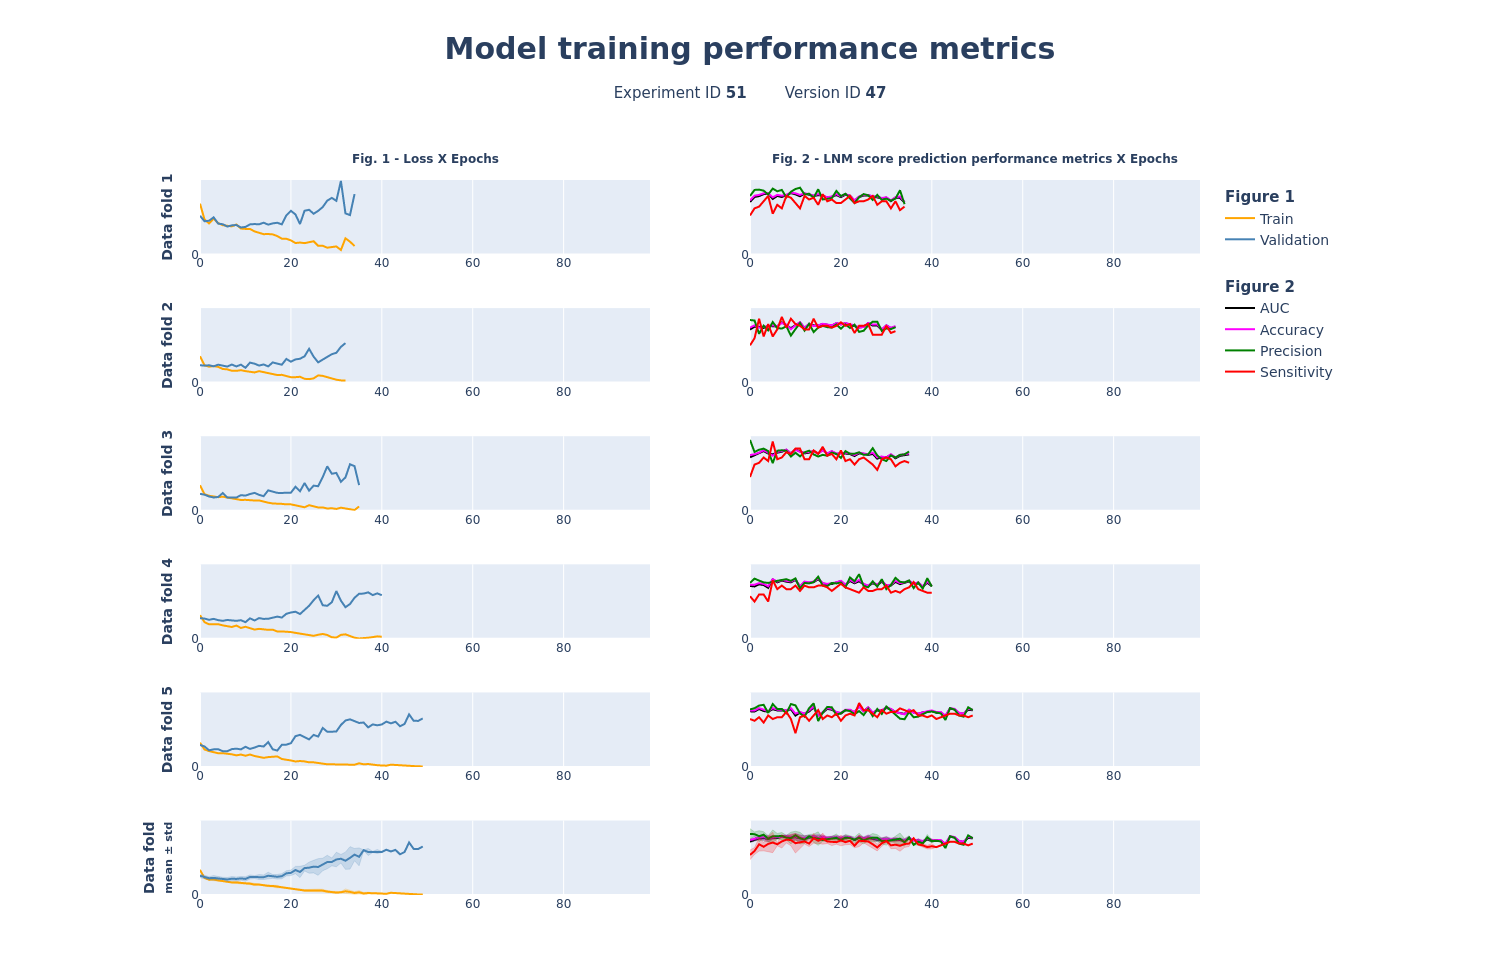 Model training performance metrics
Experiment ID 51 Version ID 47
Fig. 1 - Loss X Epochs
Fig. 2 - LNM score prediction performance metrics X Epochs
Data fold 1
0
0 20 40 60 80
0
0 20 40 60 80
Figure 1
Train
Validation
Figure 2
AUC
Accuracy
Precision
Sensitivity
Data fold 2
0
0 20 40 60 80
0
0 20 40 60 80
Data fold 3
0
0 20 40 60 80
0
0 20 40 60 80
Data fold 4
0
0 20 40 60 80
0
0 20 40 60 80
Data fold 5
0
0 20 40 60 80
0
0 20 40 60 80
Data fold
mean ± std
0
0 20 40 60 80
0
0 20 40 60 80